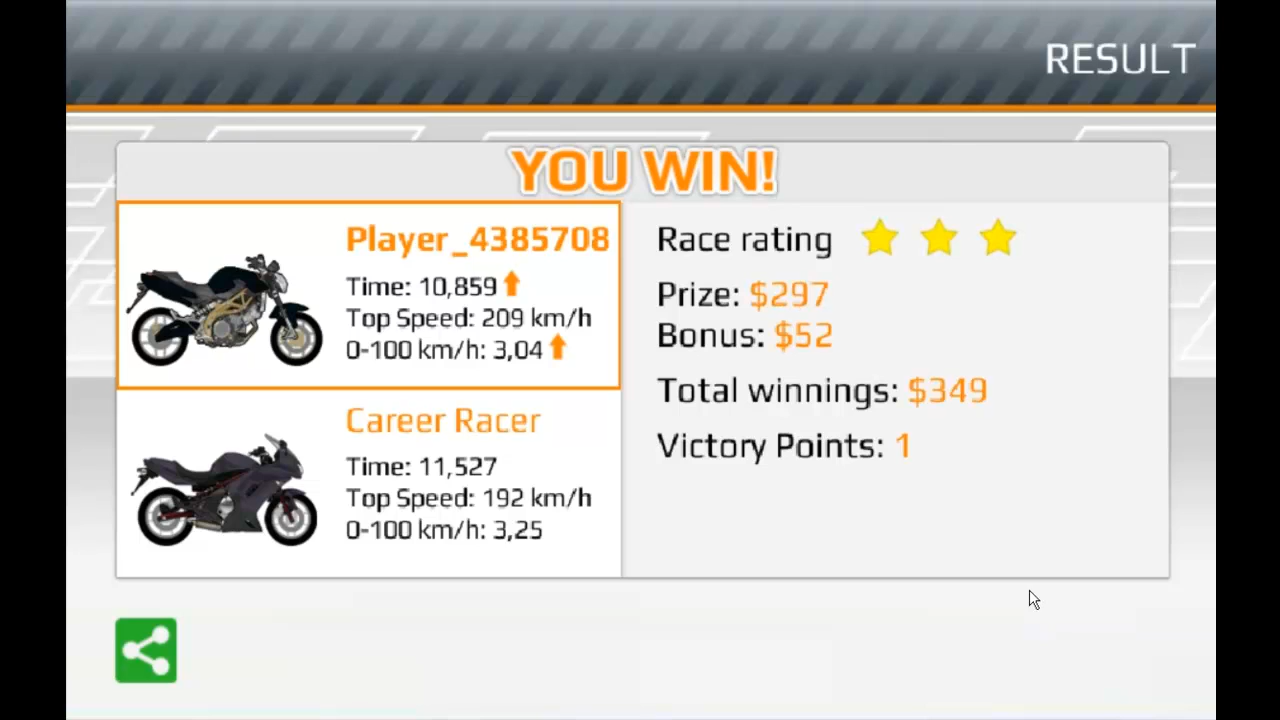 RESULT
YOU WIN!
Player_4385708
Time: 10,859
Top Speed: 209 km/h
0-100 km/h: 3,04
Career Racer
Time: 11,527
Top Speed: 192 km/h
0-100 km/h: 3,25
Race rating
Prize: $297
Bonus: $52
Total winnings: $349
Victory Points: 1